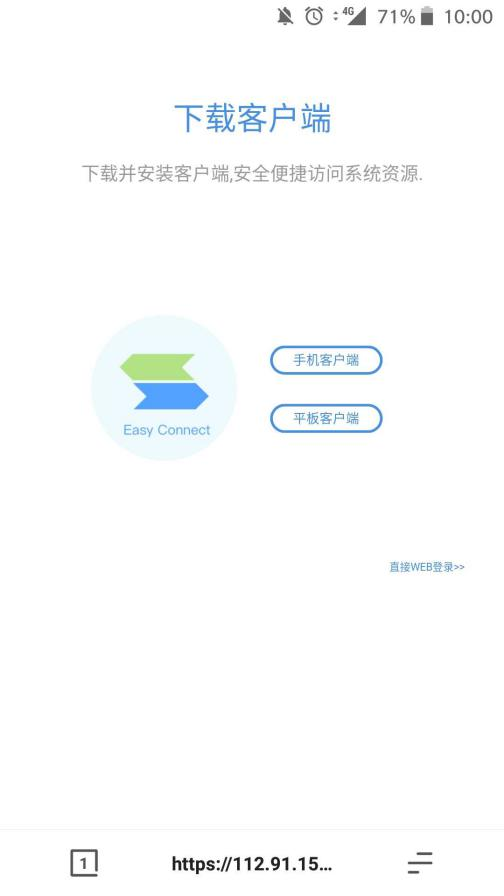 4G 71% 10:00
下载客户端
下载并安装客户端,安全便捷访问系统资源.
手机客户端
平板客户端
Easy Connect
直接WEB登录>>
1 https://112.91.15...